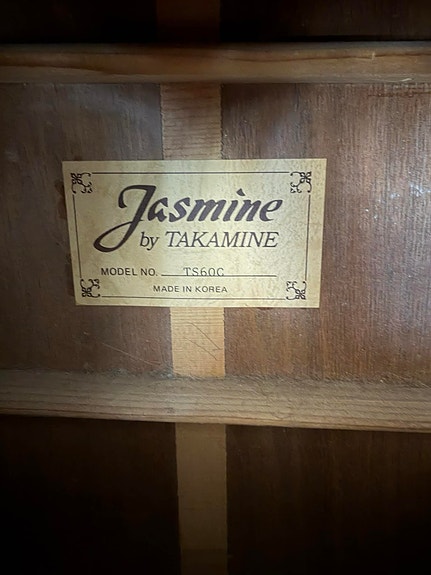 Jasmine
by TAKAMINE
MODEL NO. TS60C
MADE IN KOREA